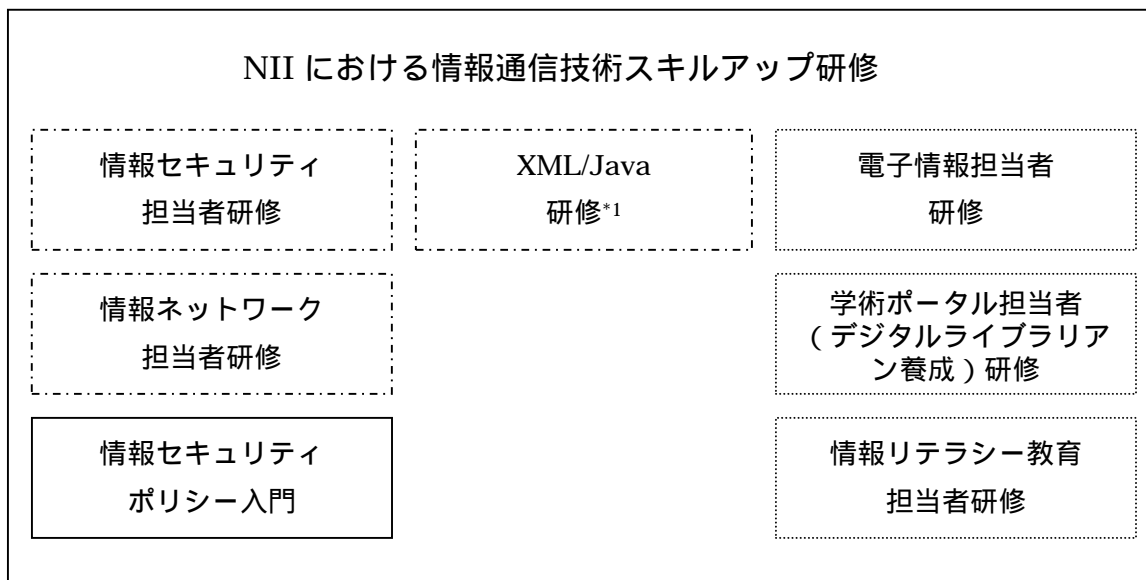 NII における情報通信技術スキルアップ研修
情報セキュリティ
担当者研修
XML/Java
研修*1
電子情報担当者
研修
情報ネットワーク
担当者研修
学術ポータル担当者
(デジタルライブラリア
ン養成)研修
情報セキュリティ
ポリシー入門
情報リテラシー教育
担当者研修